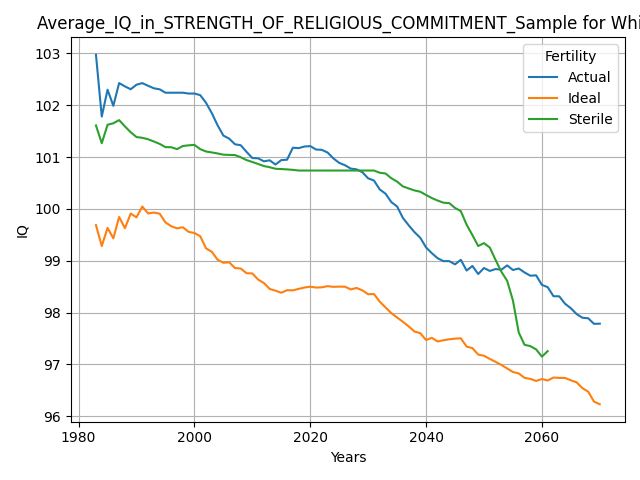 Average_IQ_in_STRENGTH_OF_RELIGIOUS_COMMITMENT_Sample for Whi
Fertility
Actual
Ideal
Sterile
103
102
101
100
99
98
97
96
IQ
1980 2000 2020 2040 2060
Years